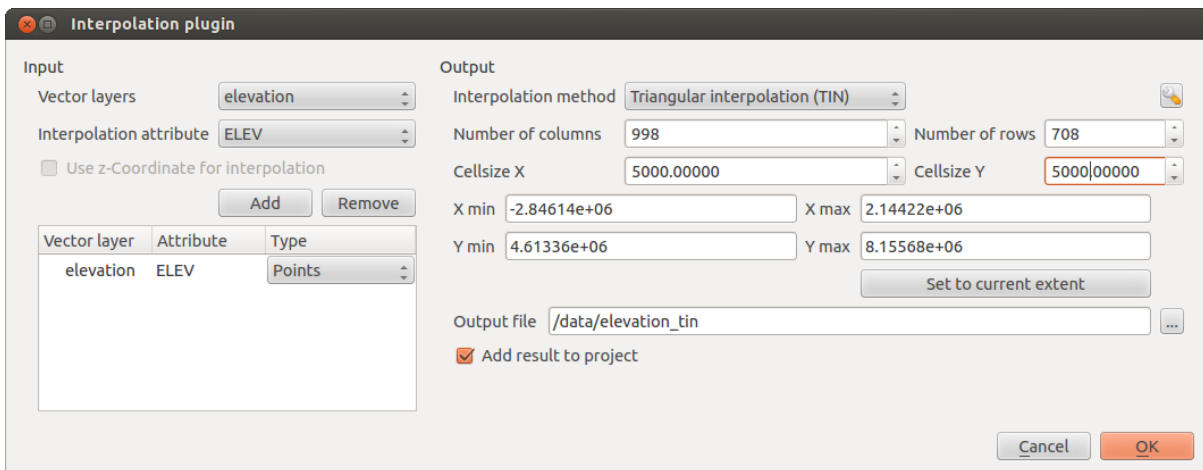 Interpolation plugin
Input
Vector layers elevation
Interpolation attribute ELEV
Use z-Coordinate for interpolation
Add Remove
Vector layer Attribute Type
elevation ELEV Points
Output
Interpolation method Triangular interpolation (TIN)
Number of columns 998 Number of rows 708
Cellsize X 5000.00000 Cellsize Y 5000.00000
X min -2.84614e+06 X max 2.14422e+06
Y min 4.61336e+06 Y max 8.15568e+06
Set to current extent
Output file /data/elevation_tin ...
Add result to project
Cancel OK